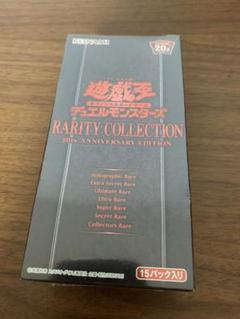 KONAMI
20th
遊戯王
デュエルモンスターズ
RARITY COLLECTION
20th ANNIVERSARY EDITION
Holographic Rare
Extra Secret Rare
Ultimate Rare
Ultra Rare
Super Rare
Secret Rare
Collectors Rare
15パック入り